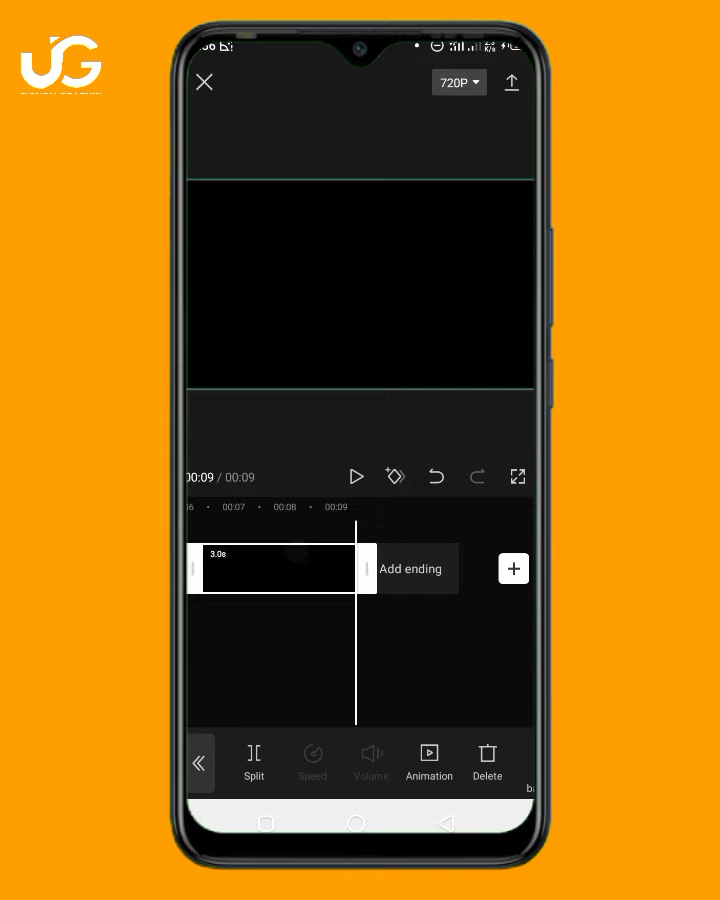 UG
720P
00:09 / 00:09
00:07 • 00:08 • 00:09
3.0s
Add ending
Split Speed Volume Animation Delete